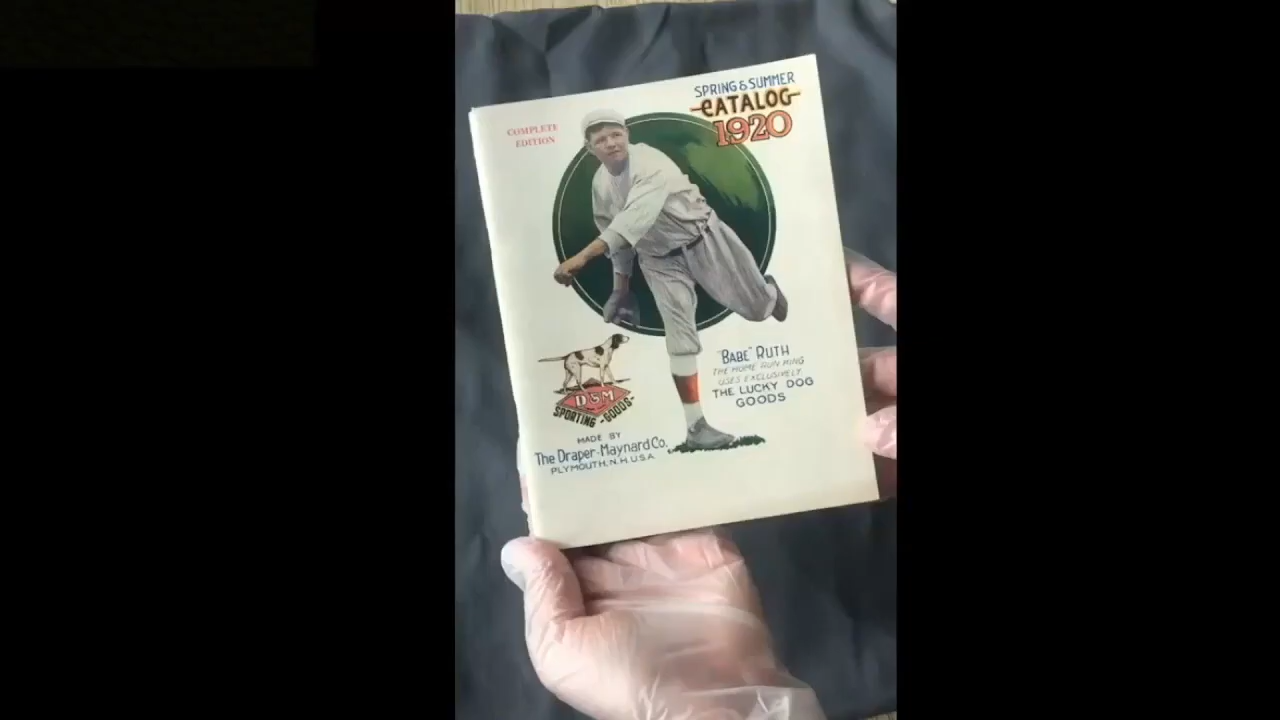 SPRING & SUMMER
CATALOG
1920
COMPLETE
EDITION
"BABE" RUTH
THE HOME RUN KING
USES EXCLUSIVELY
THE LUCKY DOG
GOODS
D&M
SPORTING -GOODS-
MADE BY
The Draper-Maynard Co.
PLYMOUTH, N.H. U.S.A.